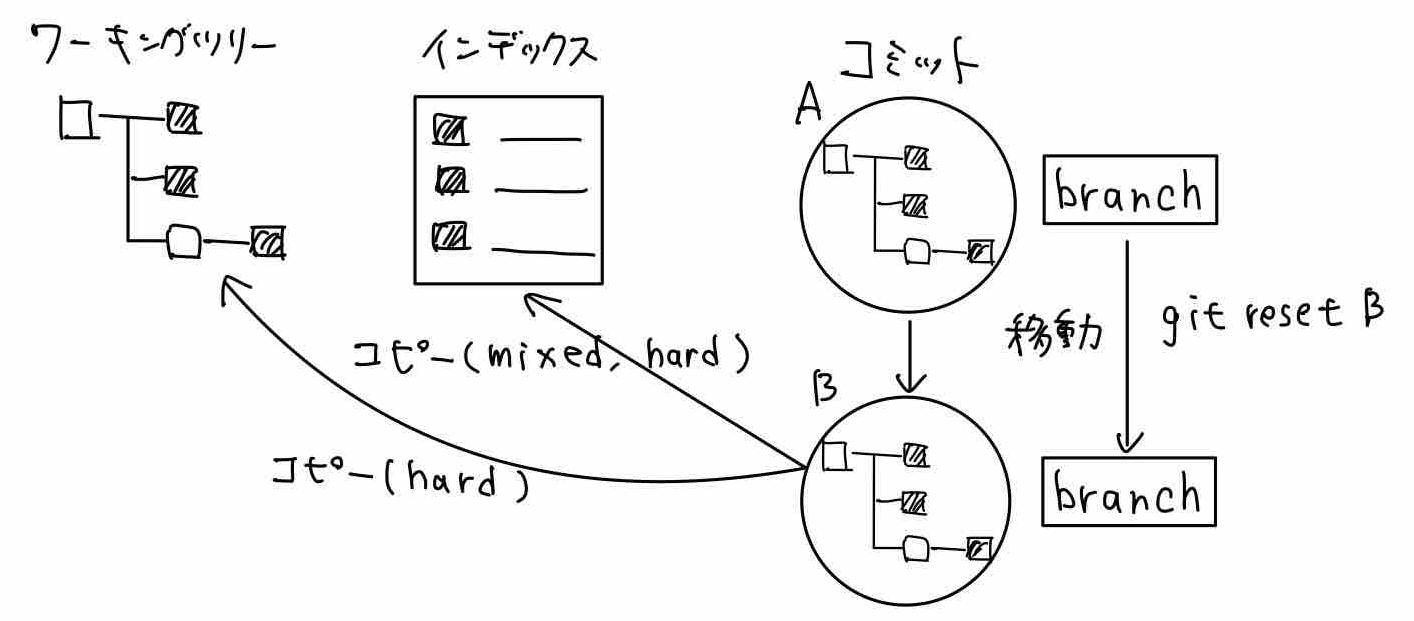 ワーキングツリー
インデックス
コミット
A
branch
移動
git reset B
コピー(mixed, hard)
B
コピー(hard)
branch